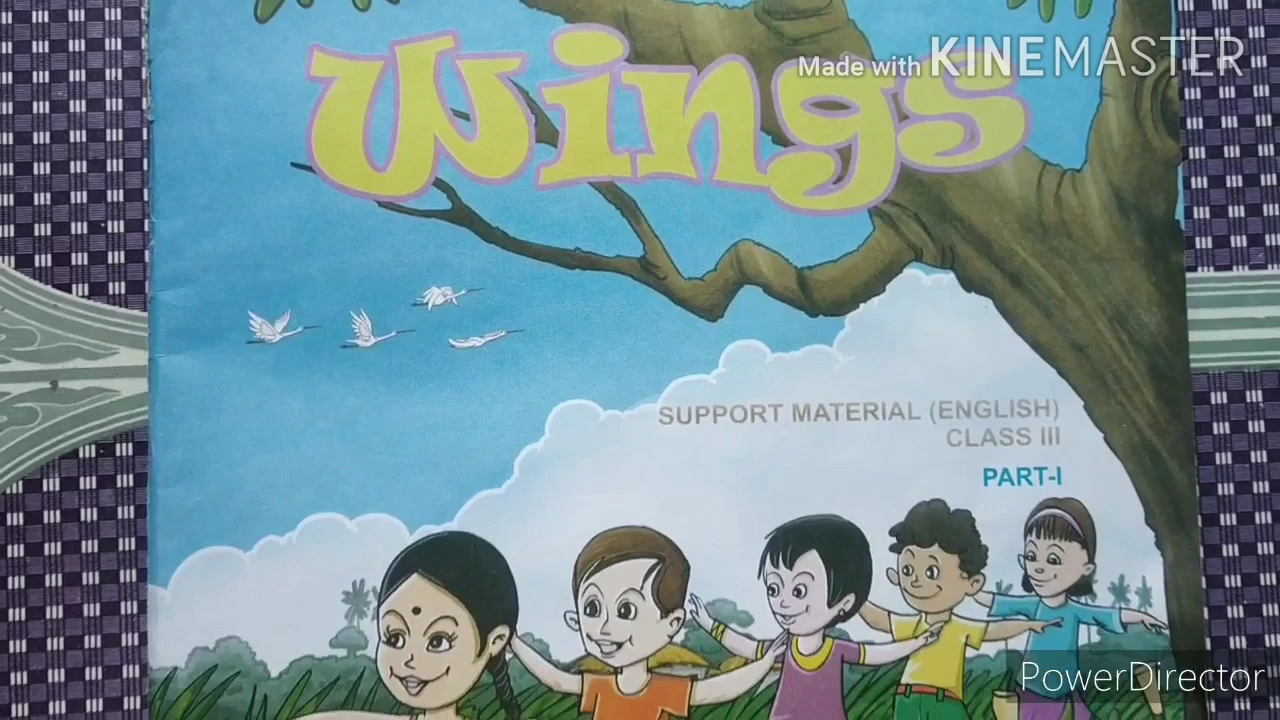 Wings
Made with KINEMASTER
SUPPORT MATERIAL (ENGLISH)
CLASS III
PART-I
PowerDirector